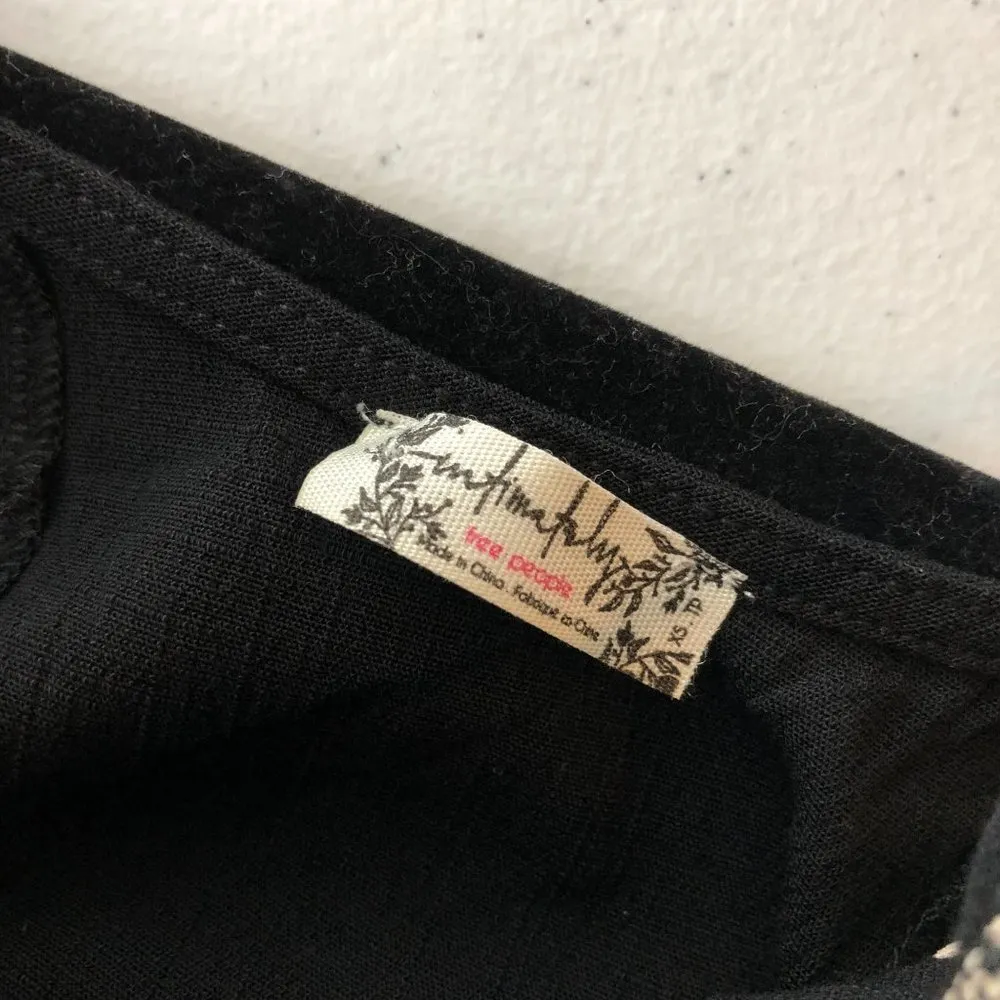 intimately
free people
Made in China . Fabriqué en Chine
XS . TP